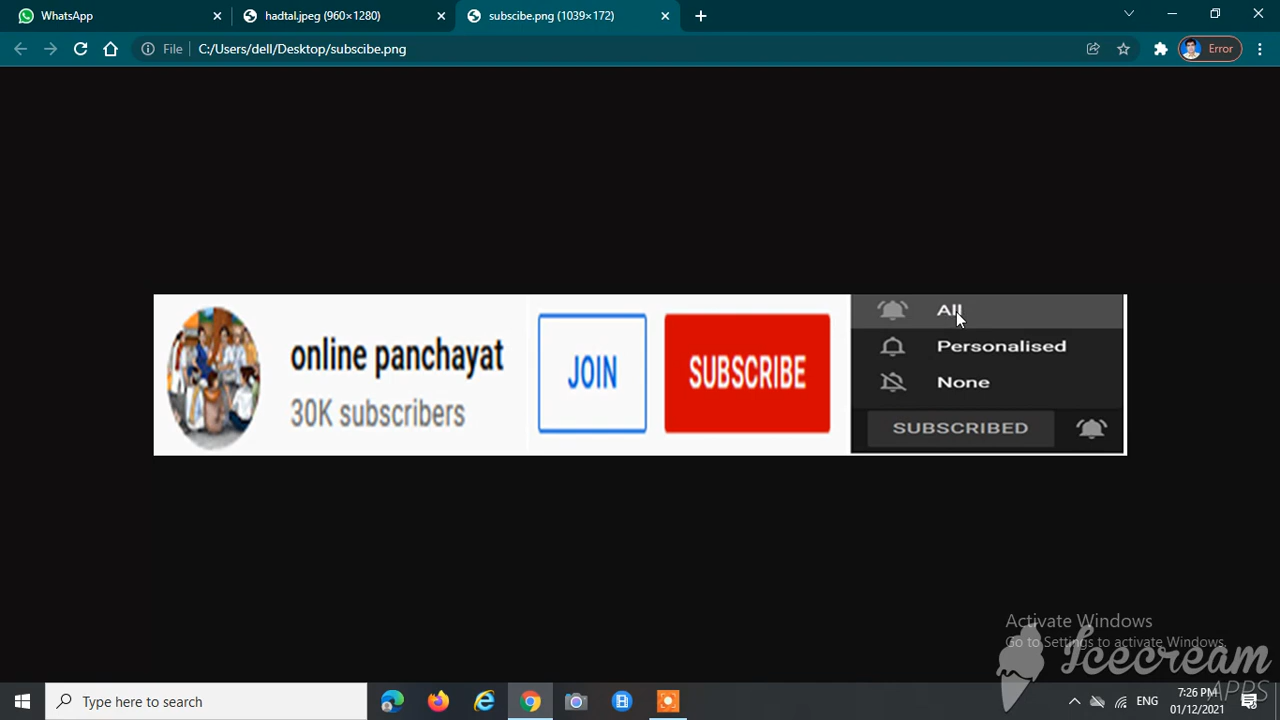 WhatsApp
hadtal.jpeg (960×1280)
subscibe.png (1039×172)
File
C:/Users/dell/Desktop/subscibe.png
Error
online panchayat
30K subscribers
JOIN
SUBSCRIBE
All
Personalised
None
SUBSCRIBED
Activate Windows
Go to Settings to activate Windows.
Icecream
APPS
Type here to search
ENG
7:26 PM
01/12/2021